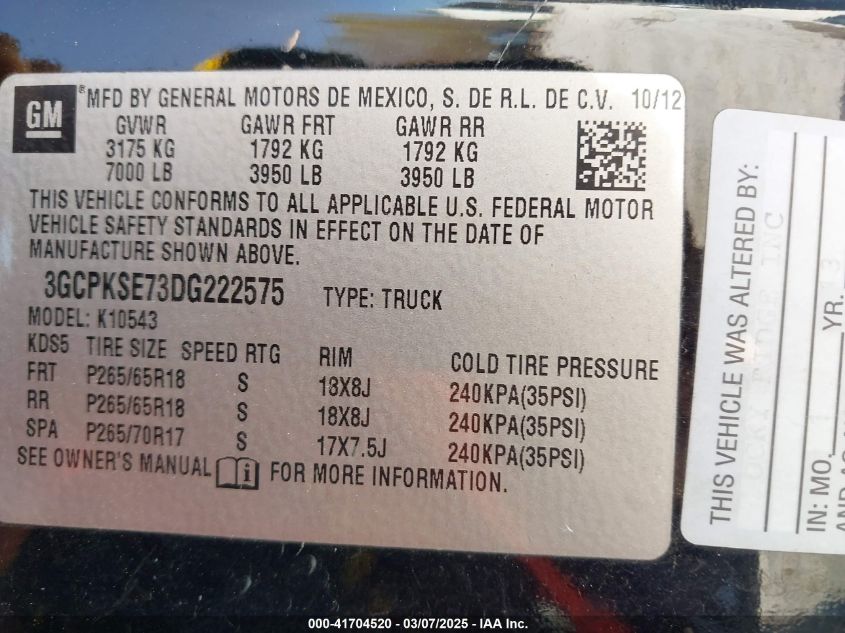 GM
® MFD BY GENERAL MOTORS DE MEXICO, S. DE R.L. DE C.V. 10/12
GVWR GAWR FRT GAWR RR
3175 KG 1792 KG 1792 KG
7000 LB 3950 LB 3950 LB
THIS VEHICLE CONFORMS TO ALL APPLICABLE U.S. FEDERAL MOTOR
VEHICLE SAFETY STANDARDS IN EFFECT ON THE DATE OF
MANUFACTURE SHOWN ABOVE.
3GCPKSE73DG222575 TYPE: TRUCK
MODEL: K10543
KDS5 TIRE SIZE SPEED RTG RIM COLD TIRE PRESSURE
FRT P265/65R18 S 18X8J 240KPA(35PSI)
RR P265/65R18 S 18X8J 240KPA(35PSI)
SPA P265/70R17 S 17X7.5J 240KPA(35PSI)
SEE OWNER'S MANUAL i FOR MORE INFORMATION.
THIS VEHICLE WAS ALTERED BY:
RIDGE INC
IN: MO. YR.
000-41704520 - 03/07/2025 - IAA Inc.